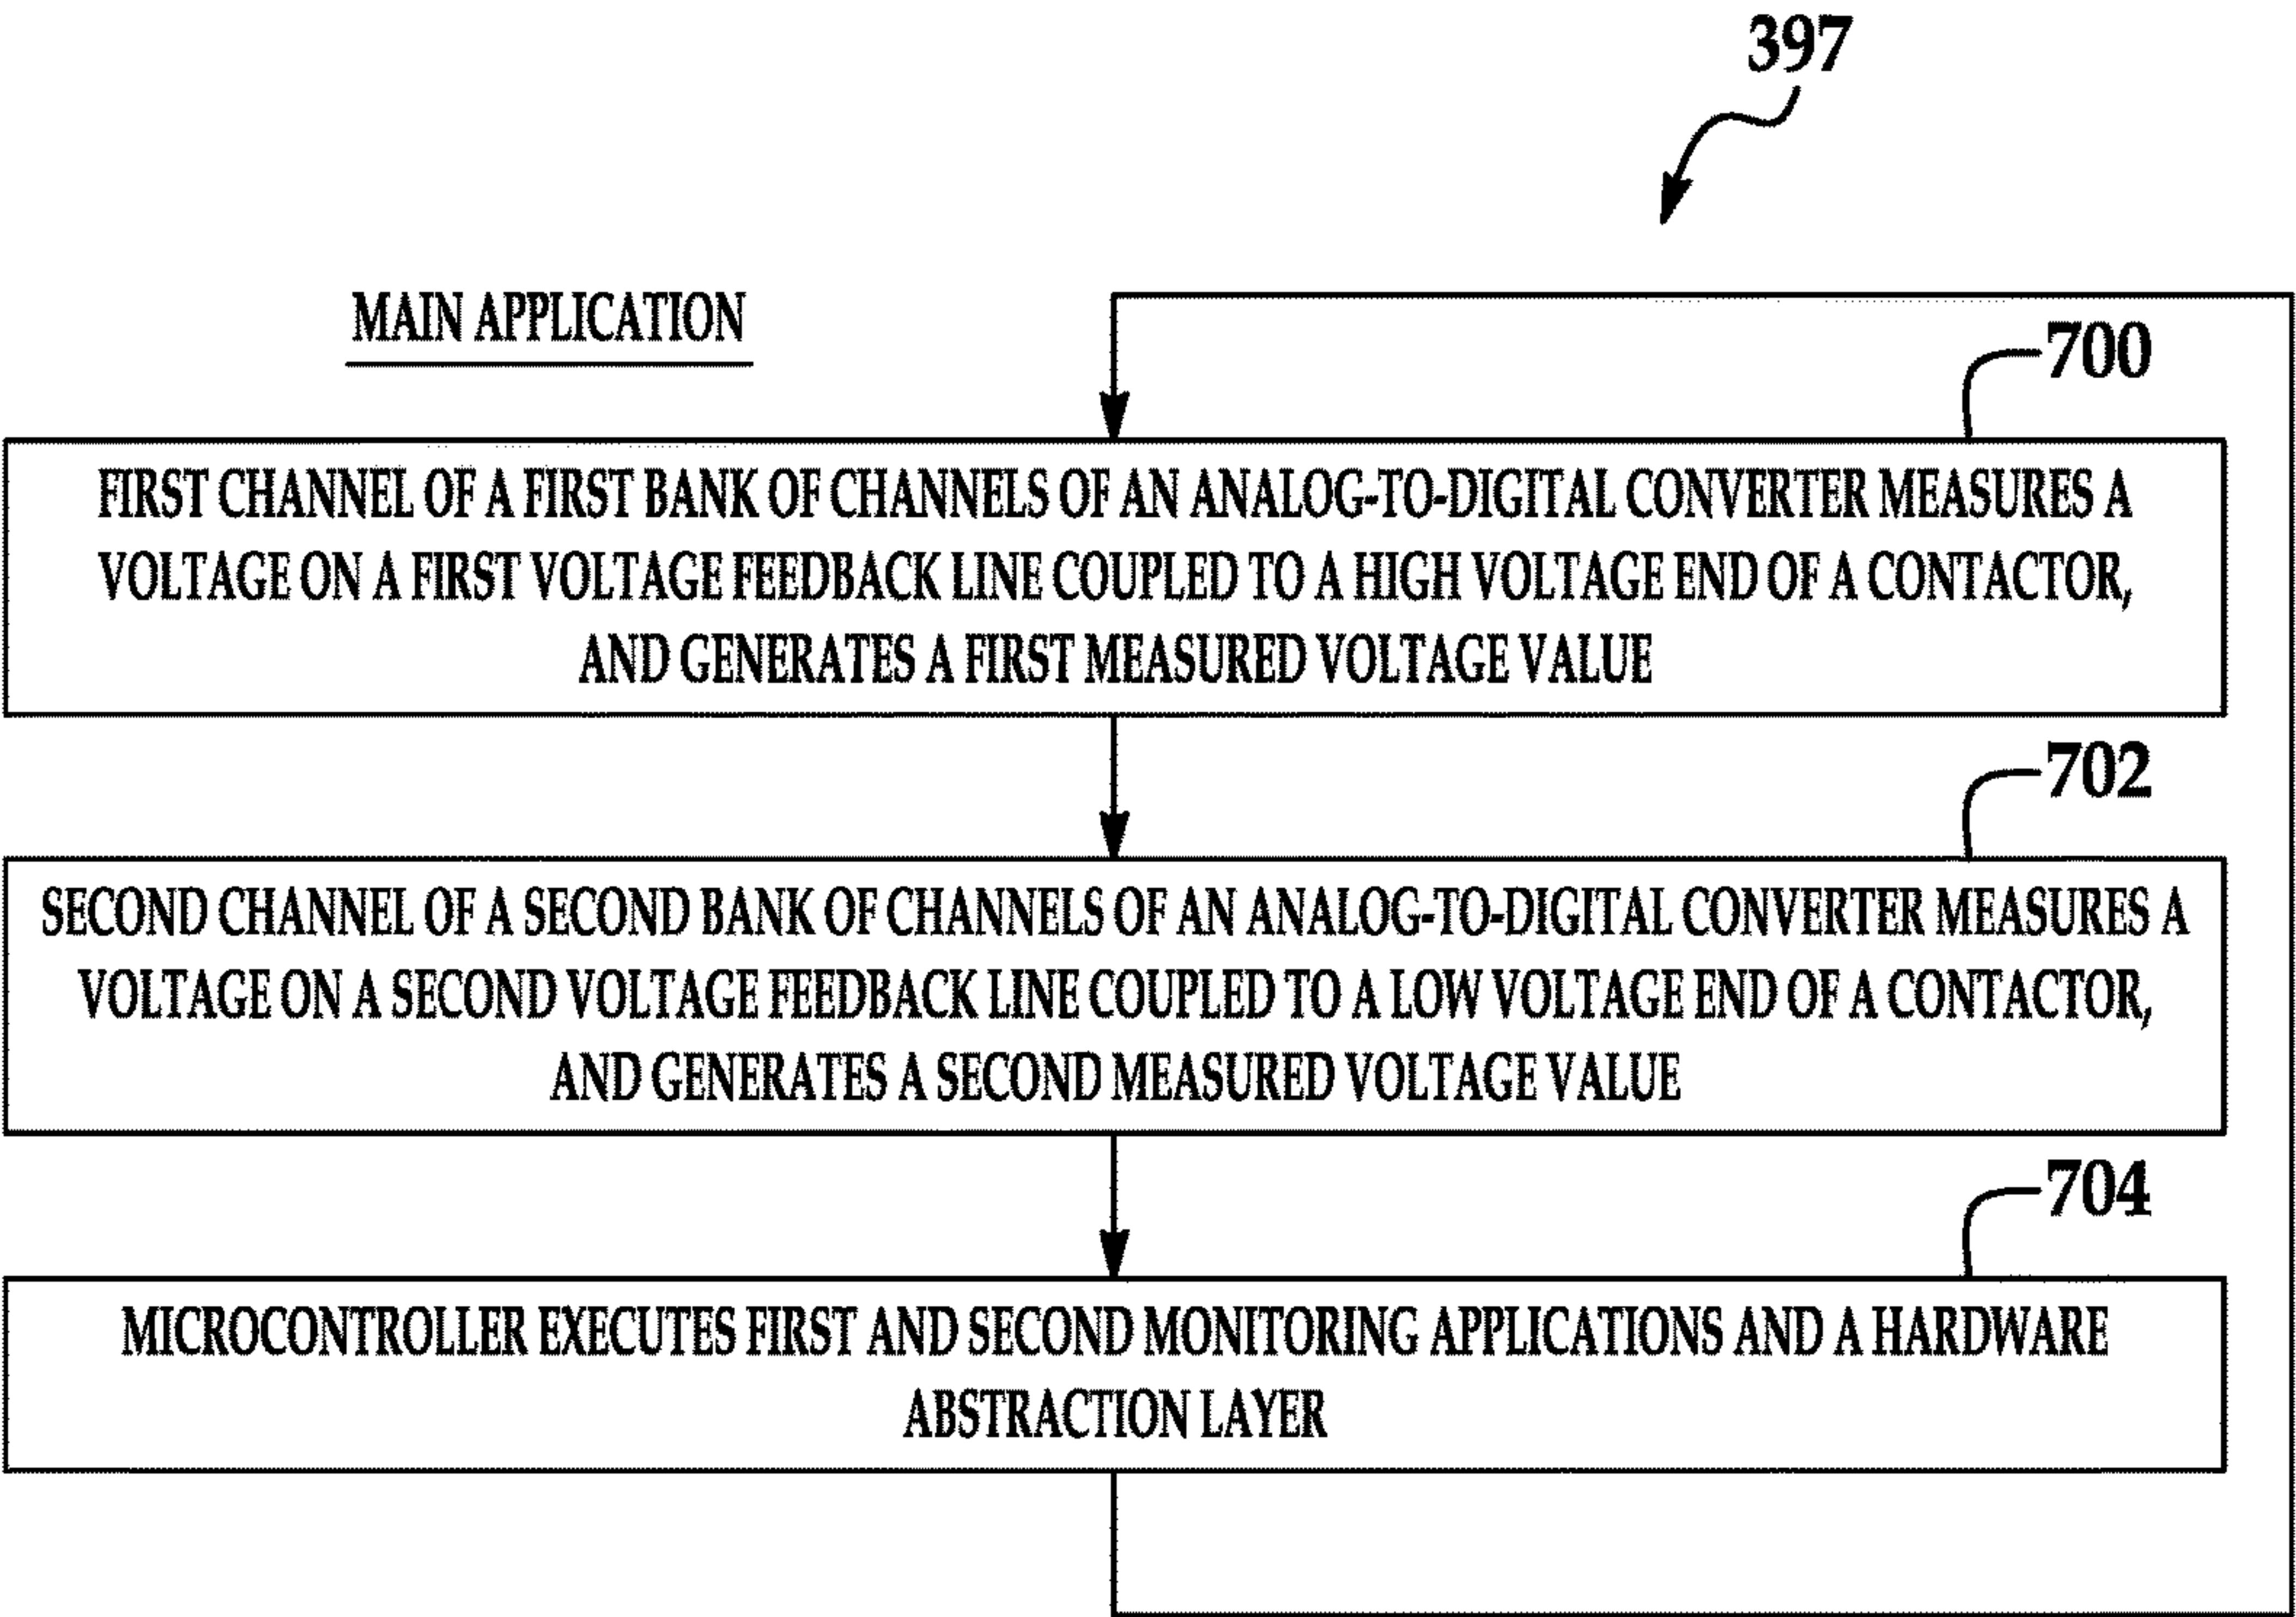 397
MAIN APPLICATION
700
FIRST CHANNEL OF A FIRST BANK OF CHANNELS OF AN ANALOG-TO-DIGITAL CONVERTER MEASURES A
VOLTAGE ON A FIRST VOLTAGE FEEDBACK LINE COUPLED TO A HIGH VOLTAGE END OF A CONTACTOR,
AND GENERATES A FIRST MEASURED VOLTAGE VALUE
702
SECOND CHANNEL OF A SECOND BANK OF CHANNELS OF AN ANALOG-TO-DIGITAL CONVERTER MEASURES A
VOLTAGE ON A SECOND VOLTAGE FEEDBACK LINE COUPLED TO A LOW VOLTAGE END OF A CONTACTOR,
AND GENERATES A SECOND MEASURED VOLTAGE VALUE
704
MICROCONTROLLER EXECUTES FIRST AND SECOND MONITORING APPLICATIONS AND A HARDWARE
ABSTRACTION LAYER